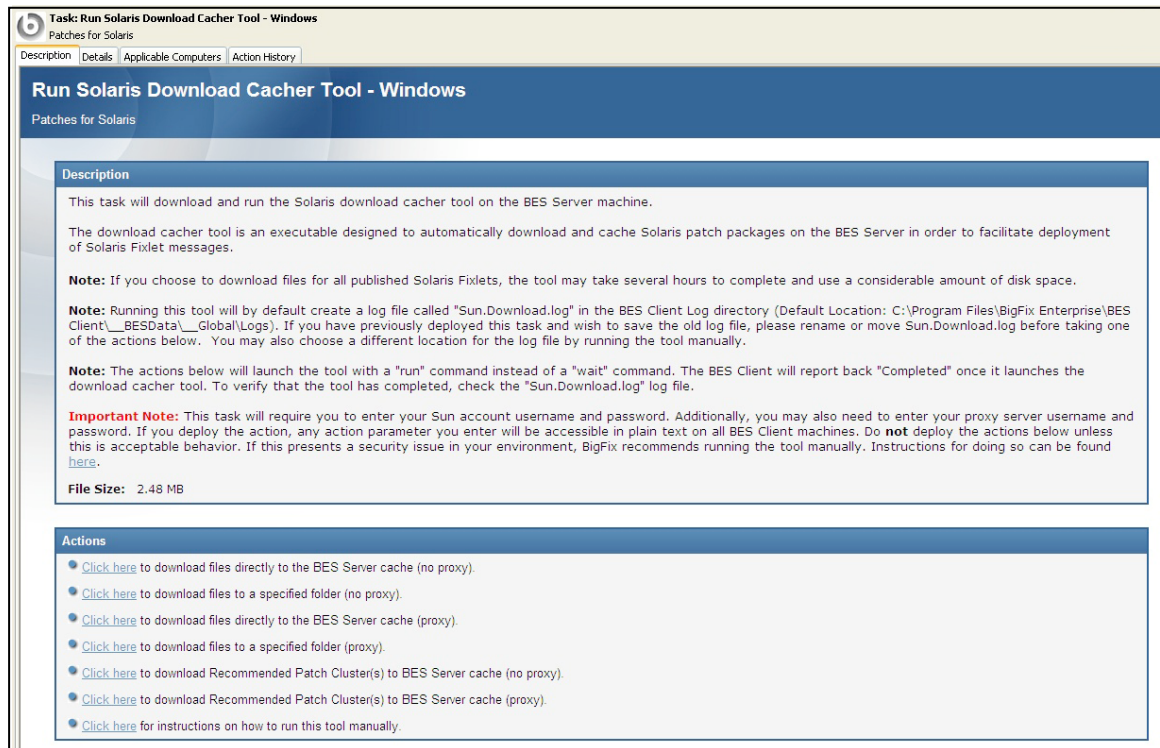 Task: Run Solaris Download Cacher Tool - Windows
Patches for Solaris
Description Details Applicable Computers Action History
Run Solaris Download Cacher Tool - Windows
Patches for Solaris
Description
This task will download and run the Solaris download cacher tool on the BES Server machine.
The download cacher tool is an executable designed to automatically download and cache Solaris patch packages on the BES Server in order to facilitate deployment
of Solaris Fixlet messages.
Note: If you choose to download files for all published Solaris Fixlets, the tool may take several hours to complete and use a considerable amount of disk space.
Note: Running this tool will by default create a log file called "Sun.Download.log" in the BES Client Log directory (Default Location: C:\Program Files\BigFix Enterprise\BES
Client\__BESData\__Global\Logs). If you have previously deployed this task and wish to save the old log file, please rename or move Sun.Download.log before taking one
of the actions below. You may also choose a different location for the log file by running the tool manually.
Note: The actions below will launch the tool with a "run" command instead of a "wait" command. The BES Client will report back "Completed" once it launches the
download cacher tool. To verify that the tool has completed, check the "Sun.Download.log" log file.
Important Note: This task will require you to enter your Sun account username and password. Additionally, you may also need to enter your proxy server username and
password. If you deploy the action, any action parameter you enter will be accessible in plain text on all BES Client machines. Do not deploy the actions below unless
this is acceptable behavior. If this presents a security issue in your environment, BigFix recommends running the tool manually. Instructions for doing so can be found
here.
File Size: 2.48 MB
Actions
Click here to download files directly to the BES Server cache (no proxy).
Click here to download files to a specified folder (no proxy).
Click here to download files directly to the BES Server cache (proxy).
Click here to download files to a specified folder (proxy).
Click here to download Recommended Patch Cluster(s) to BES Server cache (no proxy).
Click here to download Recommended Patch Cluster(s) to BES Server cache (proxy).
Click here for instructions on how to run this tool manually.